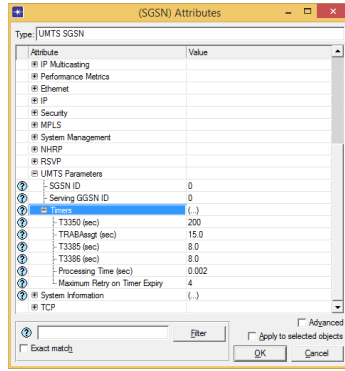 (SGSN) Attributes
Type: UMTS SGSN
Attribute Value
IP Multicasting
Performance Metrics
Ethernet
IP
Security
MPLS
System Management
NHRP
RSVP
UMTS Parameters
SGSN ID 0
Serving GGSN ID 0
Timers (...)
T3350 (sec) 200
TRABAssgt (sec) 15.0
T3385 (sec) 8.0
T3386 (sec) 8.0
Processing Time (sec) 0.002
Maximum Retry on Timer Expiry 4
System Information (...)
TCP
Advanced
Filter
Apply to selected objects
Exact match
OK Cancel